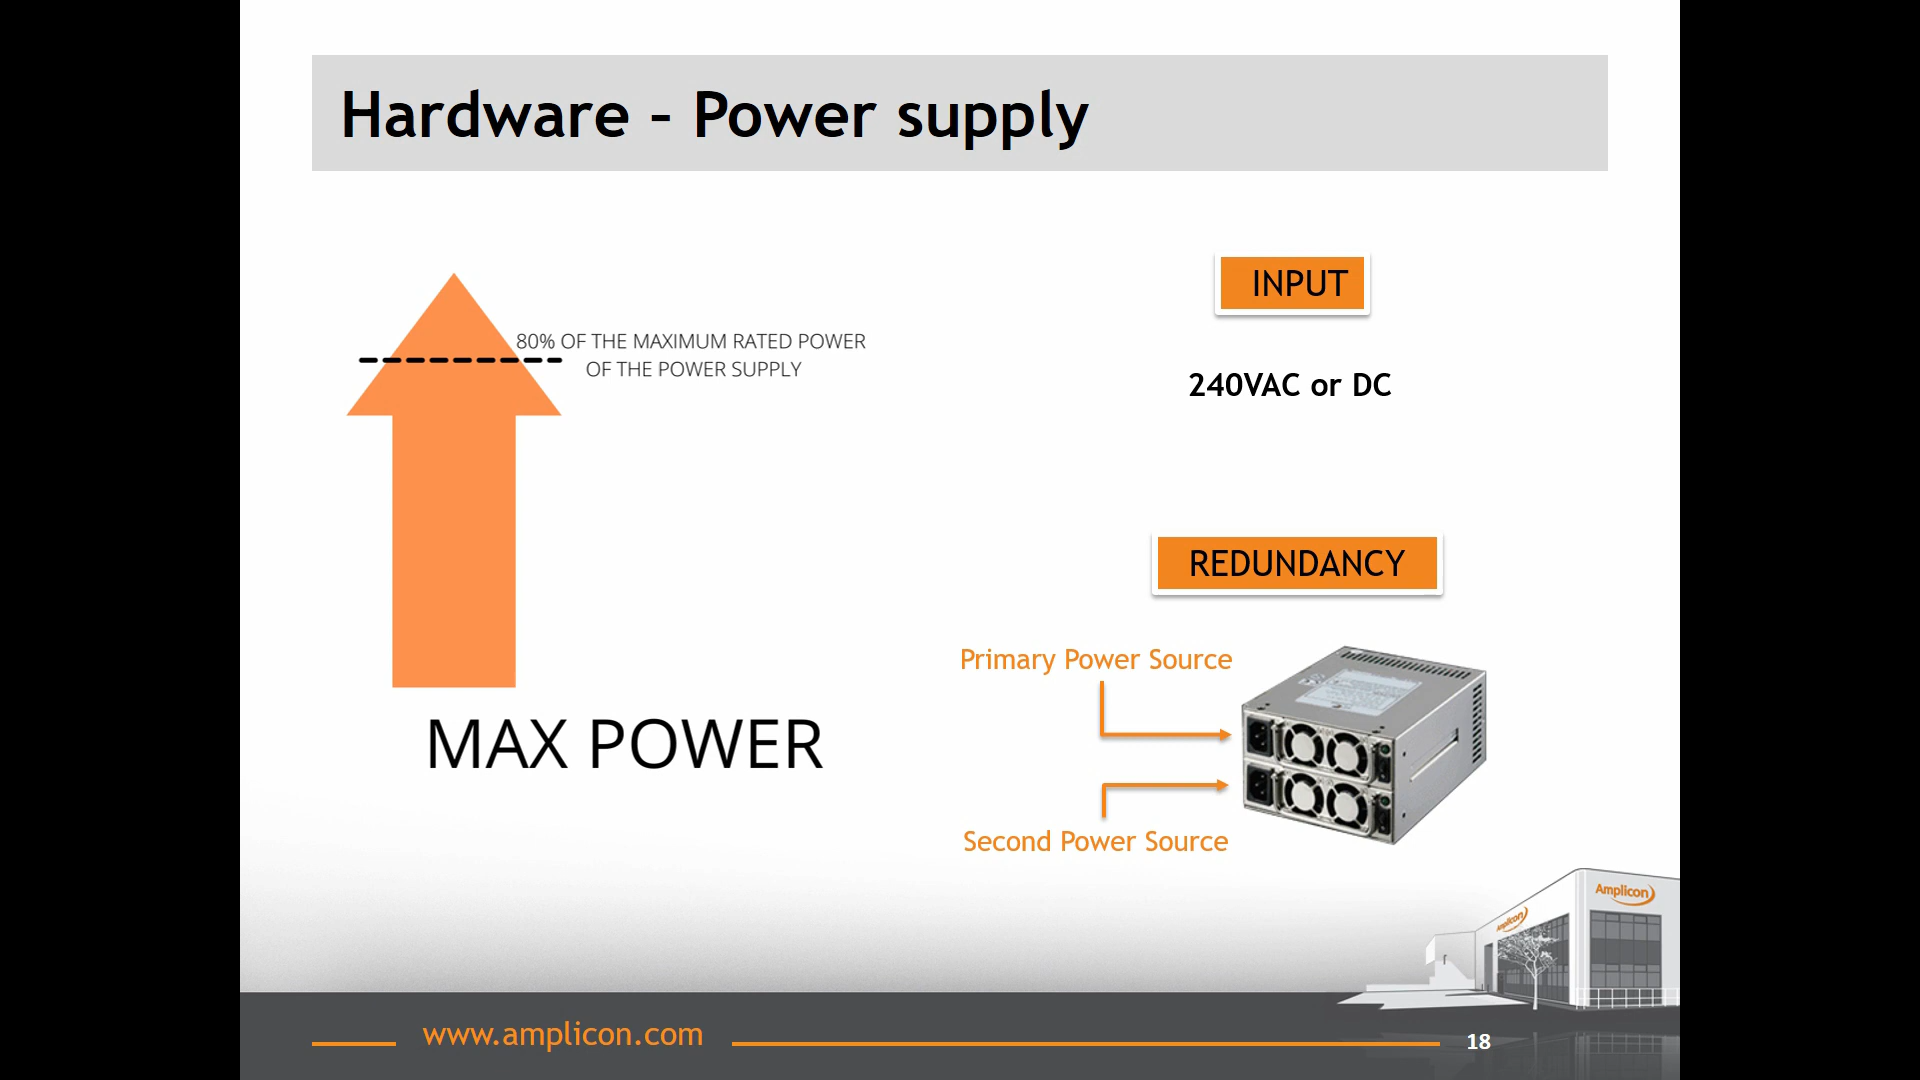 Hardware – Power supply
80% OF THE MAXIMUM RATED POWER
OF THE POWER SUPPLY
MAX POWER
INPUT
240VAC or DC
REDUNDANCY
Primary Power Source
Second Power Source
Amplicon
Amplicon
www.amplicon.com
18